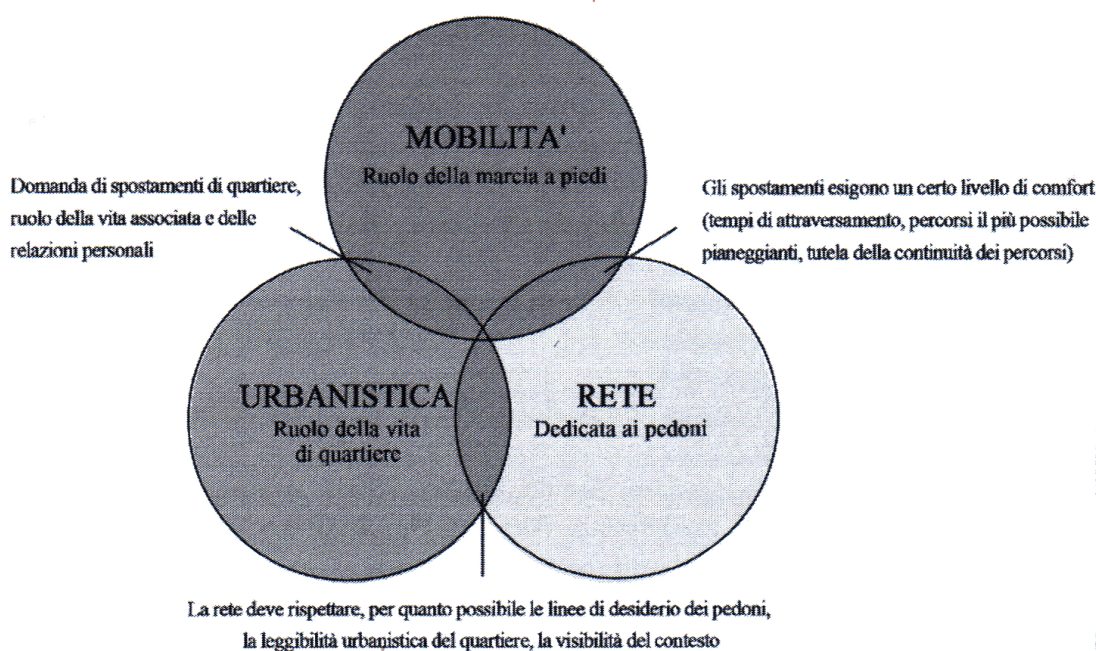 MOBILITA'
Ruolo della marcia a piedi
Domanda di spostamenti di quartiere,
ruolo della vita associata e delle
relazioni personali
Gli spostamenti esigono un certo livello di comfort
(tempi di attraversamento, percorsi il più possibile
pianeggianti, tutela della continuità dei percorsi)
URBANISTICA
Ruolo della vita
di quartiere
RETE
Dedicata ai pedoni
La rete deve rispettare, per quanto possibile le linee di desiderio dei pedoni,
la leggibilità urbanistica del quartiere, la visibilità del contesto